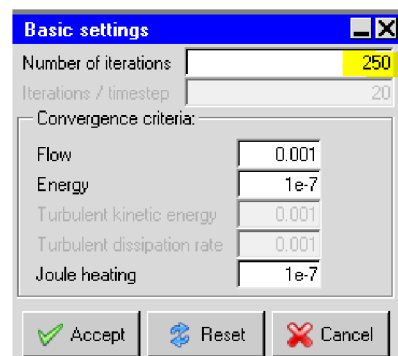 Basic settings
Number of iterations 250
Iterations / timestep 20
Convergence criteria:
Flow 0.001
Energy 1e-7
Turbulent kinetic energy 0.001
Turbulent dissipation rate 0.001
Joule heating 1e-7
Accept Reset Cancel